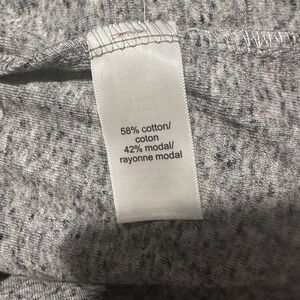 58% cotton/
coton
42% modal/
rayonne modal